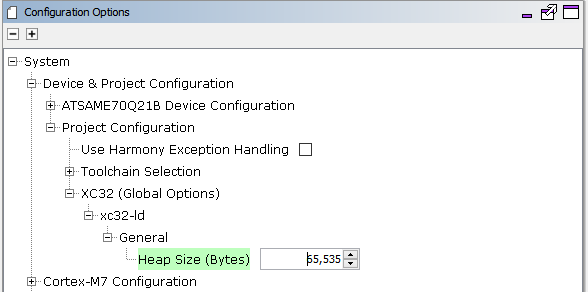 Configuration Options
System
Device & Project Configuration
ATSAME70Q21B Device Configuration
Project Configuration
Use Harmony Exception Handling
Toolchain Selection
XC32 (Global Options)
xc32-ld
General
Heap Size (Bytes) 65,535
Cortex-M7 Configuration